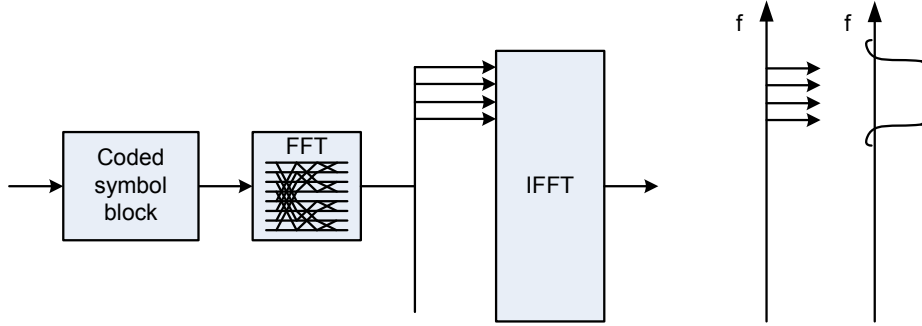 Coded
symbol
block
FFT
IFFT
f
f